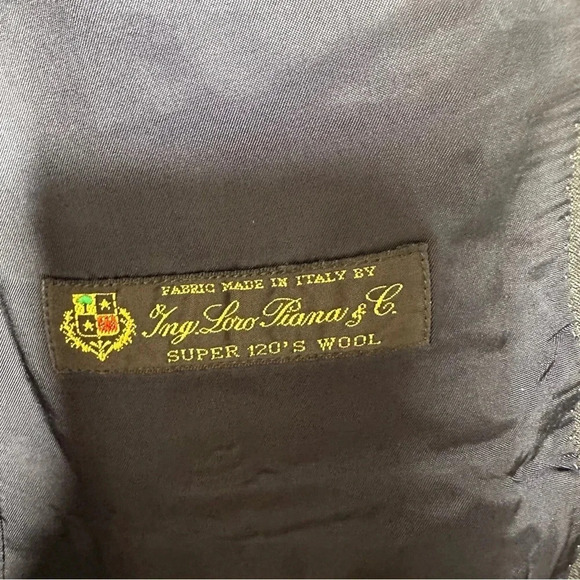 FABRIC MADE IN ITALY BY
Ing. Loro Piana & C.
SUPER 120'S WOOL